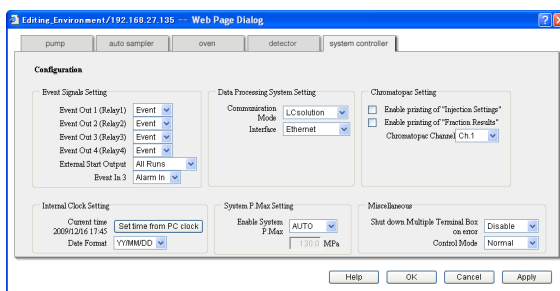 Editing_Environment/192.168.27.135 -- Web Page Dialog
pump auto sampler oven detector system controller
Configuration
Event Signals Setting
Event Out 1 (Relay1) Event
Event Out 2 (Relay2) Event
Event Out 3 (Relay3) Event
Event Out 4 (Relay4) Event
External Start Output All Runs
Event In 3 Alarm In
Data Processing System Setting
Communication
Mode LCsolution
Interface Ethernet
Chromatopac Setting
Enable printing of "Injection Settings"
Enable printing of "Fraction Results"
Chromatopac Channel Ch.1
Internal Clock Setting
Current time
2009/12/16 17:45 Set time from PC clock
Date Format YY/MM/DD
System P.Max Setting
Enable System
P.Max AUTO
130.0 MPa
Miscellaneous
Shut down Multiple Terminal Box
on error Disable
Control Mode Normal
Help OK Cancel Apply